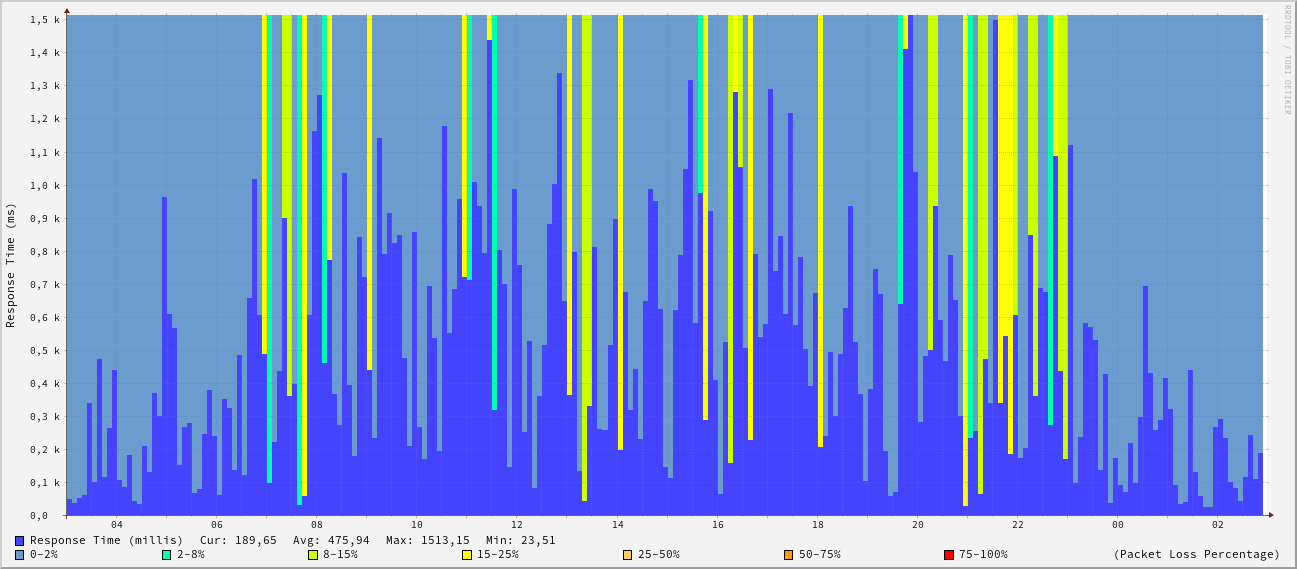 RRDTOOL / TOBI OETIKER
Response Time (ms)
1,5 k
1,4 k
1,3 k
1,2 k
1,1 k
1,0 k
0,9 k
0,8 k
0,7 k
0,6 k
0,5 k
0,4 k
0,3 k
0,2 k
0,1 k
0,0
04 06 08 10 12 14 16 18 20 22 00 02
Response Time (millis) Cur: 189,65 Avg: 475,94 Max: 1513,15 Min: 23,51
0-2% 2-8% 8-15% 15-25% 25-50% 50-75% 75-100% (Packet Loss Percentage)